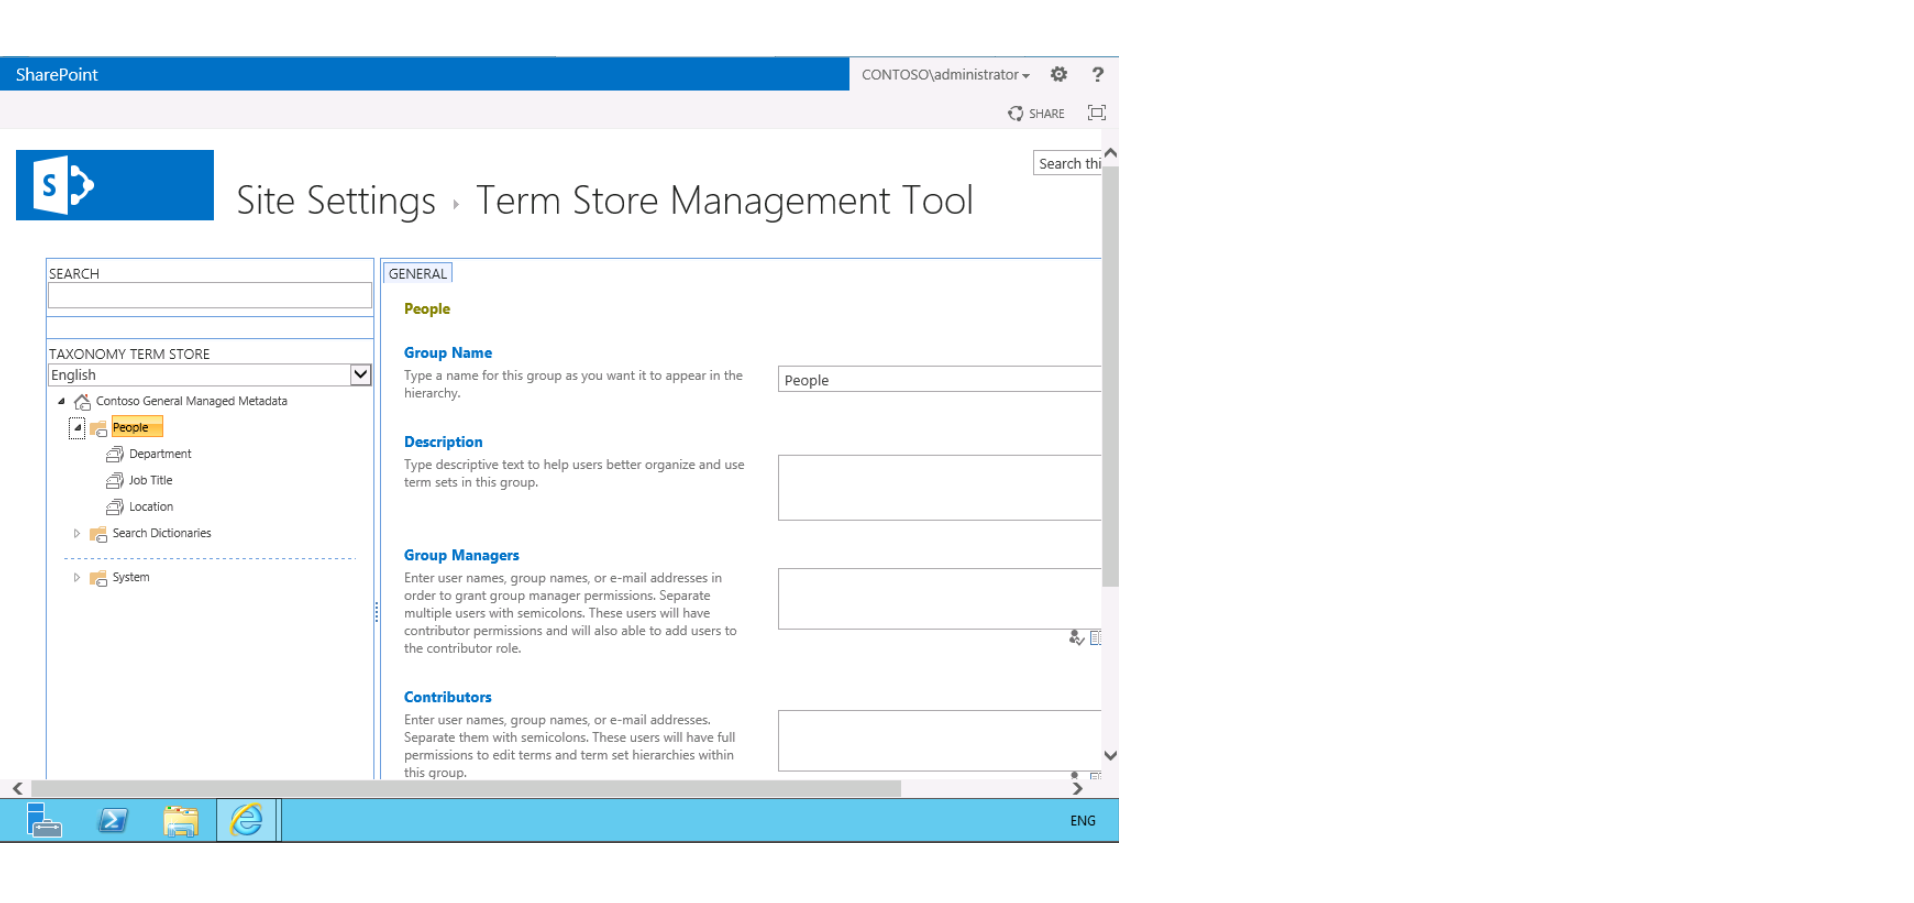 SharePoint
CONTOSO\administrator
?
SHARE
S
Search thi
Site Settings › Term Store Management Tool
SEARCH
TAXONOMY TERM STORE
English
Contoso General Managed Metadata
People
Department
Job Title
Location
Search Dictionaries
System
GENERAL
People
Group Name
Type a name for this group as you want it to appear in the
hierarchy.
People
Description
Type descriptive text to help users better organize and use
term sets in this group.
Group Managers
Enter user names, group names, or e-mail addresses in
order to grant group manager permissions. Separate
multiple users with semicolons. These users will have
contributor permissions and will also able to add users to
the contributor role.
Contributors
Enter user names, group names, or e-mail addresses.
Separate them with semicolons. These users will have full
permissions to edit terms and term set hierarchies within
this group.
ENG